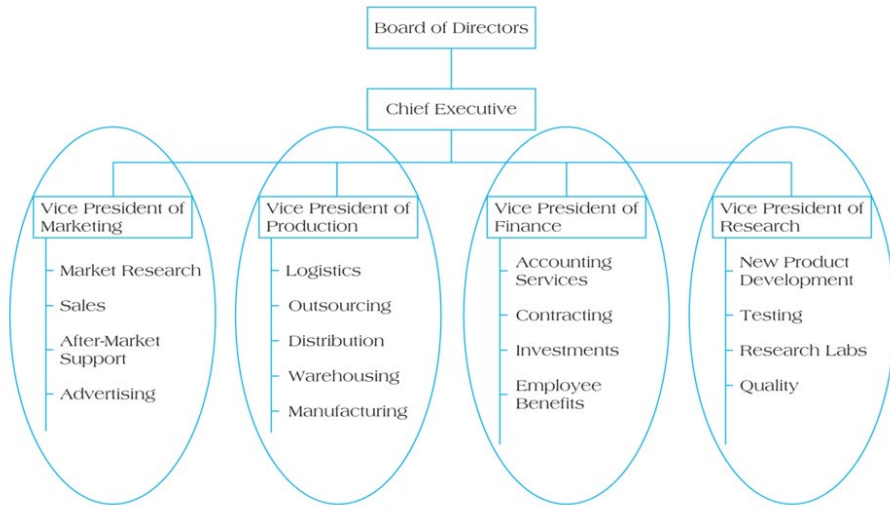 Board of Directors
Chief Executive
Vice President of
Marketing
Market Research
Sales
After-Market
Support
Advertising
Vice President of
Production
Logistics
Outsourcing
Distribution
Warehousing
Manufacturing
Vice President of
Finance
Accounting
Services
Contracting
Investments
Employee
Benefits
Vice President of
Research
New Product
Development
Testing
Research Labs
Quality